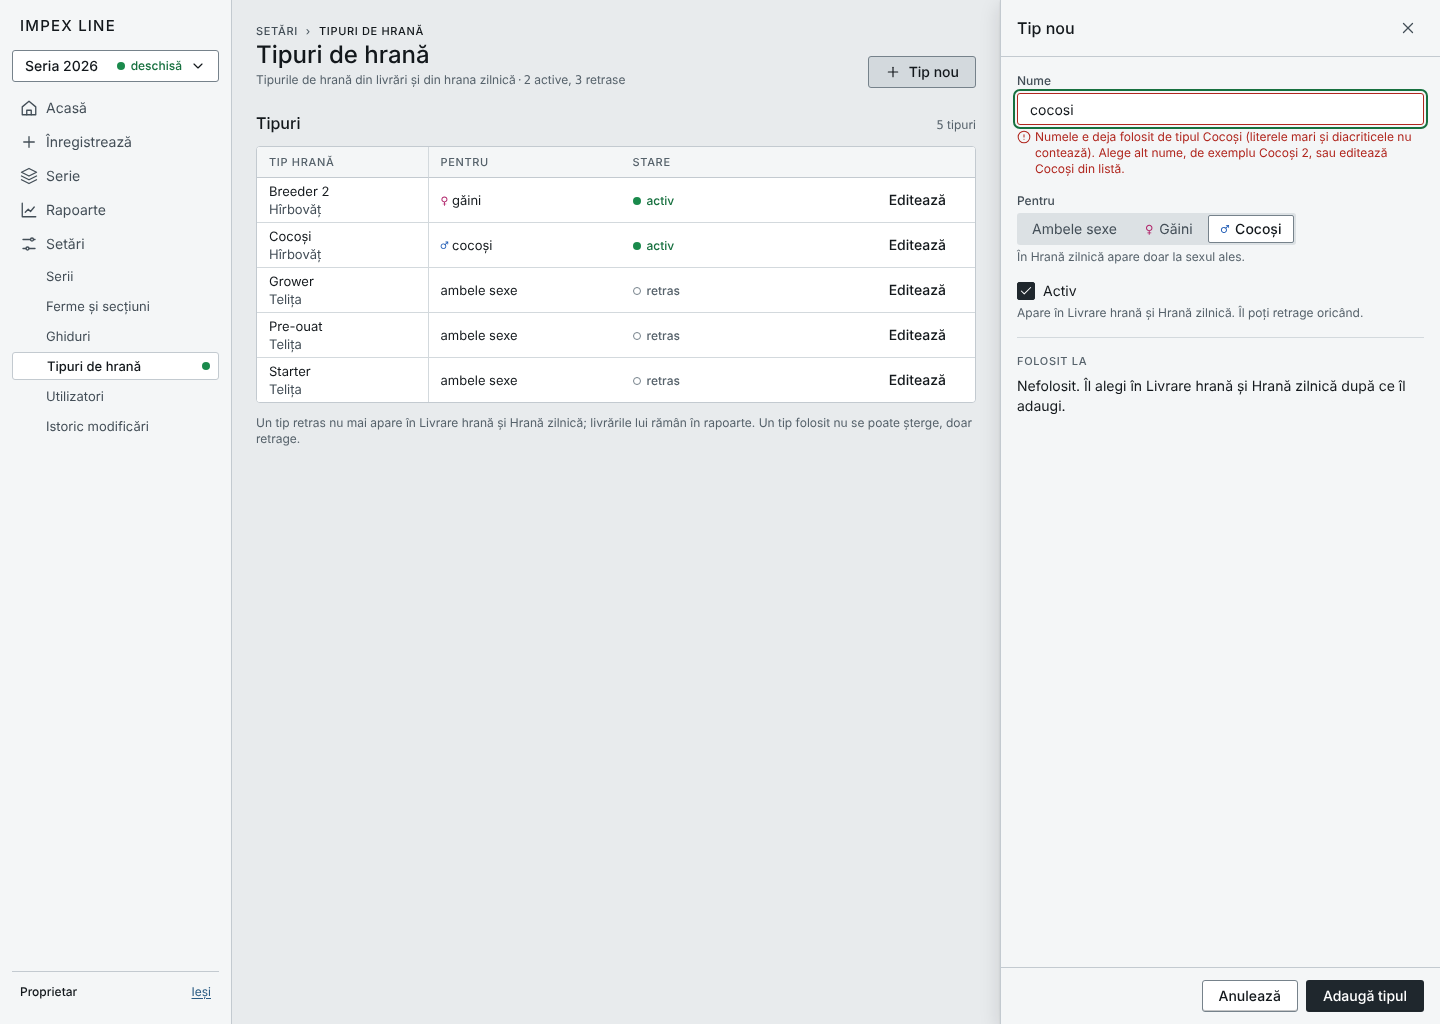 IMPEX LINE
Seria 2026 deschisă
Acasă
Înregistrează
Serie
Rapoarte
Setări
Serii
Ferme și secțiuni
Ghiduri
Tipuri de hrană
Utilizatori
Istoric modificări
Proprietar Ieși
SETĂRI › TIPURI DE HRANĂ
Tipuri de hrană
Tipurile de hrană din livrări și din hrana zilnică · 2 active, 3 retrase
+ Tip nou
Tipuri 5 tipuri
TIP HRANĂ PENTRU STARE
Breeder 2
Hîrbovăț
♀ găini activ Editează
Cocoși
Hîrbovăț
♂ cocoși activ Editează
Grower
Telița
ambele sexe retras Editează
Pre-ouat
Telița
ambele sexe retras Editează
Starter
Telița
ambele sexe retras Editează
Un tip retras nu mai apare în Livrare hrană și Hrană zilnică; livrările lui rămân în rapoarte. Un tip folosit nu se poate șterge, doar
retrage.
Tip nou
Nume
cocosi
Numele e deja folosit de tipul Cocoși (literele mari și diacriticele nu
contează). Alege alt nume, de exemplu Cocoși 2, sau editează
Cocoși din listă.
Pentru
Ambele sexe ♀ Găini ♂ Cocoși
În Hrană zilnică apare doar la sexul ales.
Activ
Apare în Livrare hrană și Hrană zilnică. Îl poți retrage oricând.
FOLOSIT LA
Nefolosit. Îl alegi în Livrare hrană și Hrană zilnică după ce îl
adaugi.
Anulează Adaugă tipul